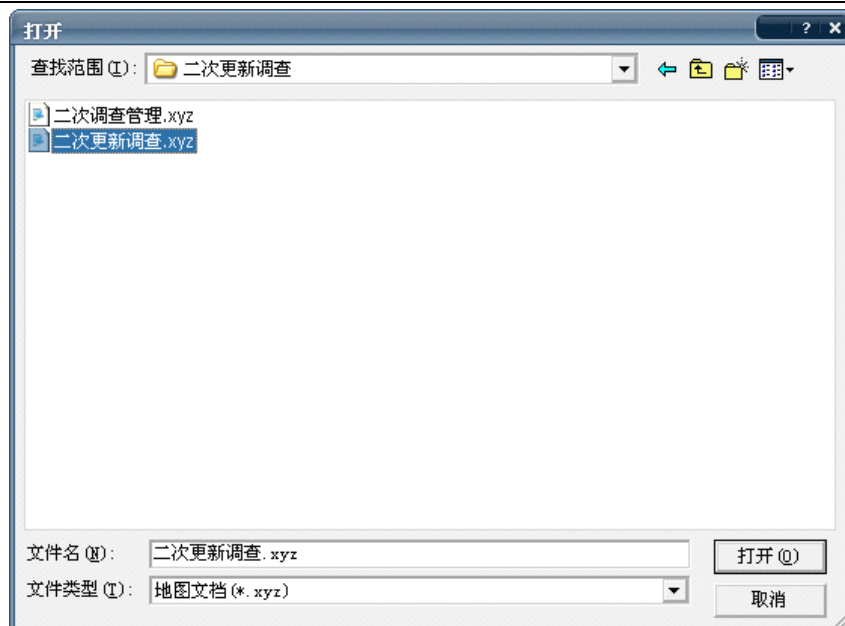 打开
查找范围(I): 二次更新调查
二次调查管理.xyz
二次更新调查.xyz
文件名(N): 二次更新调查.xyz 打开(O)
文件类型(T): 地图文档(*.xyz) 取消